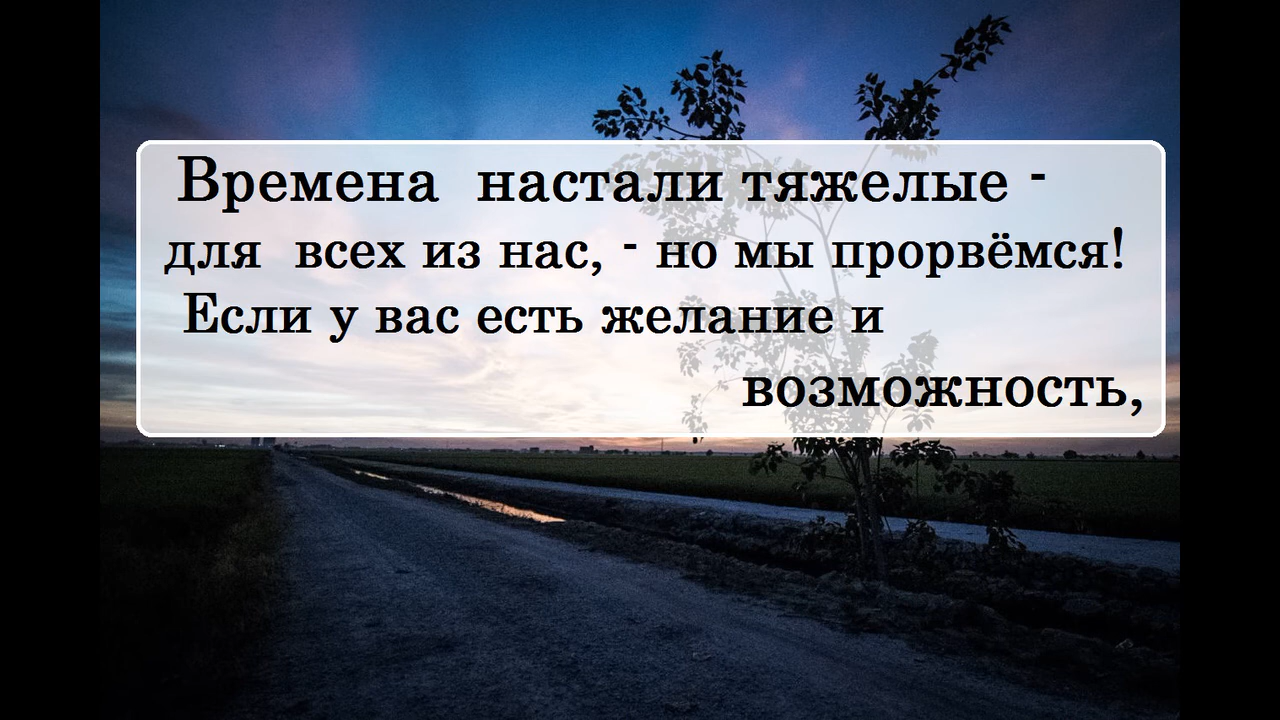 Времена настали тяжелые -
для всех из нас, - но мы прорвёмся!
Если у вас есть желание и
возможность,